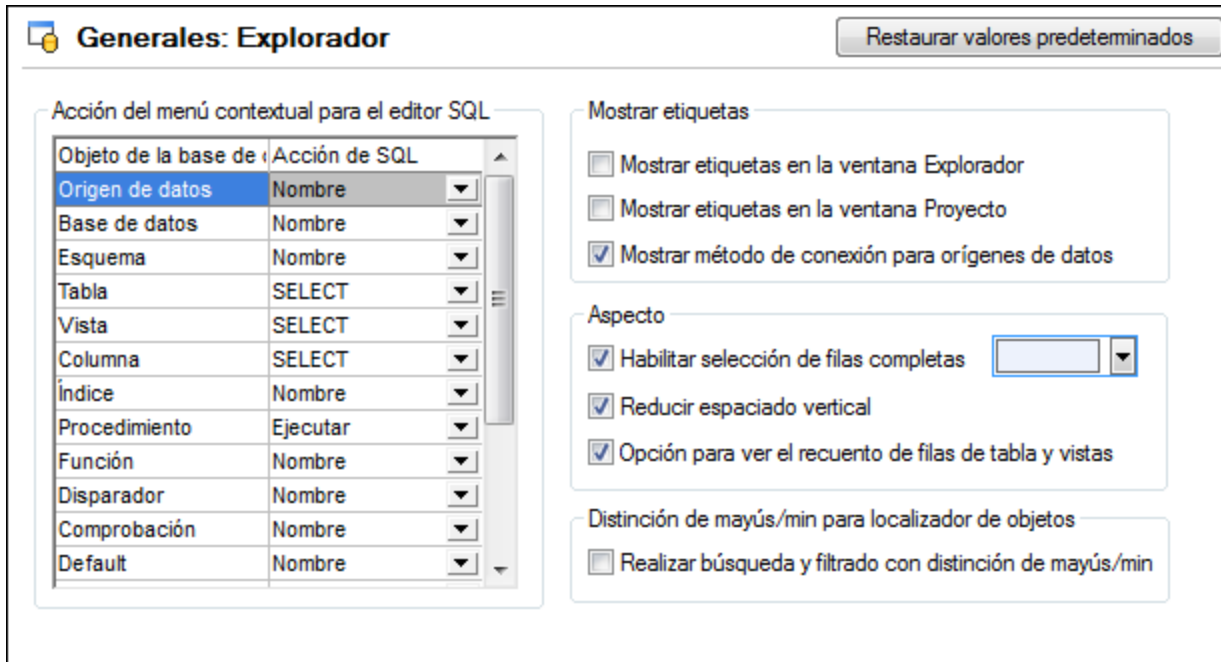 Generales: Explorador
Restaurar valores predeterminados
Acción del menú contextual para el editor SQL
Objeto de la base de Acción de SQL
Origen de datos Nombre
Base de datos Nombre
Esquema Nombre
Tabla SELECT
Vista SELECT
Columna SELECT
Índice Nombre
Procedimiento Ejecutar
Función Nombre
Disparador Nombre
Comprobación Nombre
Default Nombre
Mostrar etiquetas
Mostrar etiquetas en la ventana Explorador
Mostrar etiquetas en la ventana Proyecto
Mostrar método de conexión para orígenes de datos
Aspecto
Habilitar selección de filas completas
Reducir espaciado vertical
Opción para ver el recuento de filas de tabla y vistas
Distinción de mayús/min para localizador de objetos
Realizar búsqueda y filtrado con distinción de mayús/min